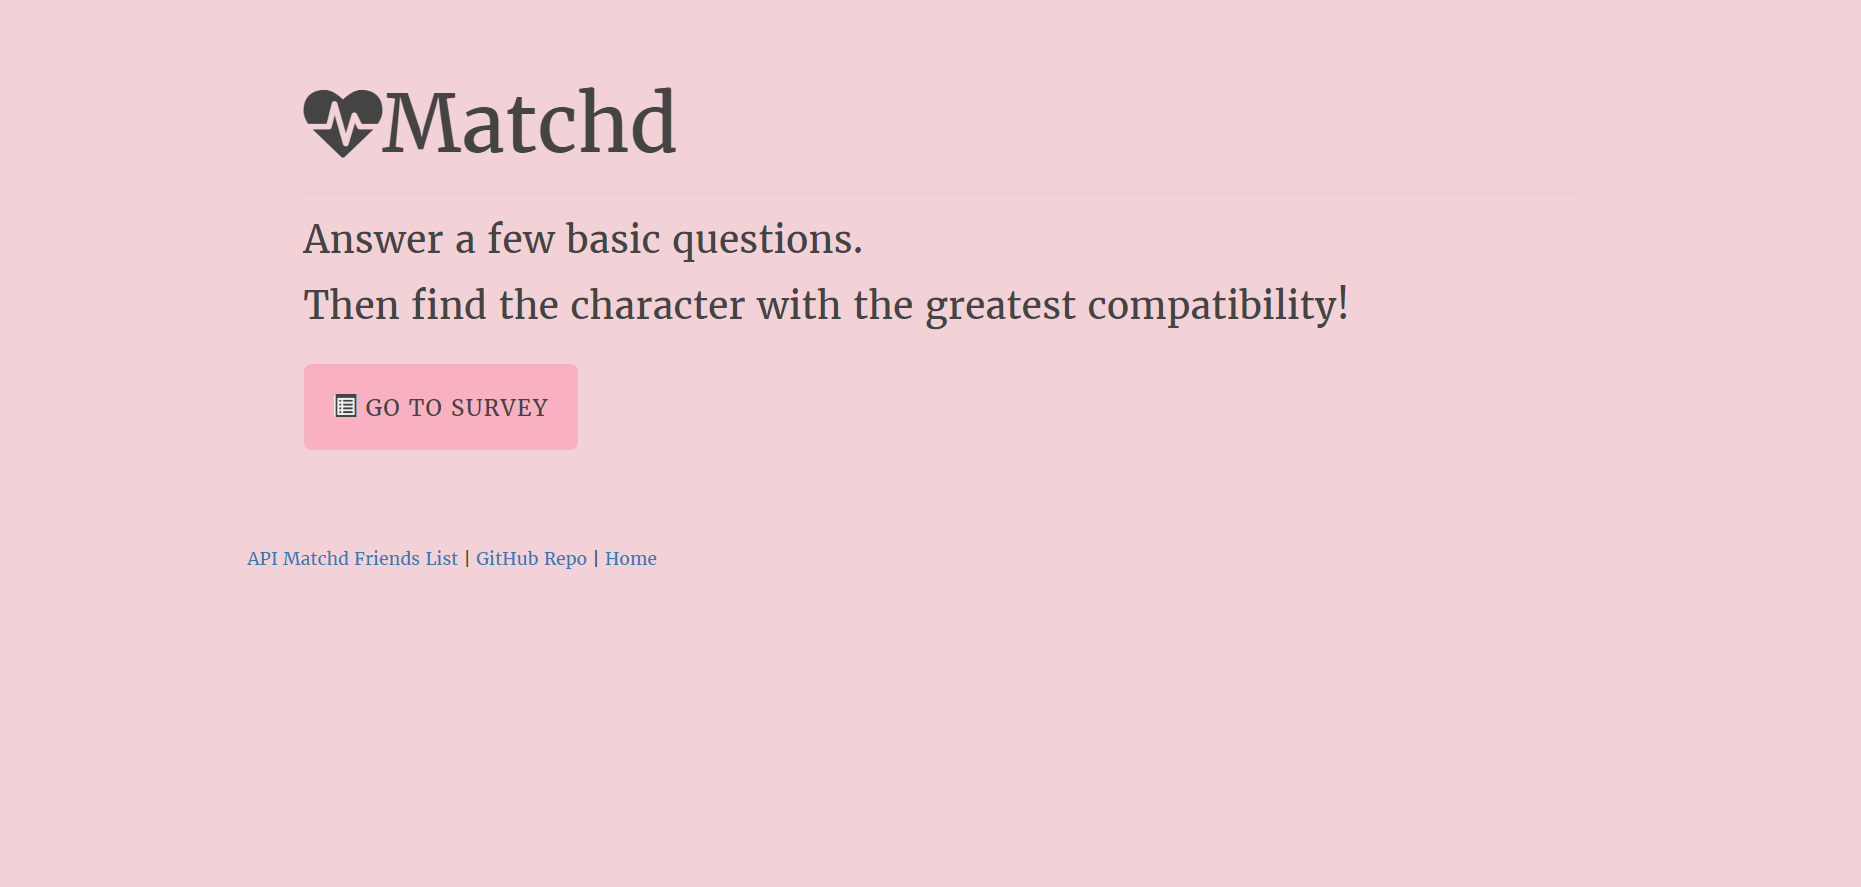 Matchd
Answer a few basic questions.
Then find the character with the greatest compatibility!
GO TO SURVEY
API Matchd Friends List | GitHub Repo | Home